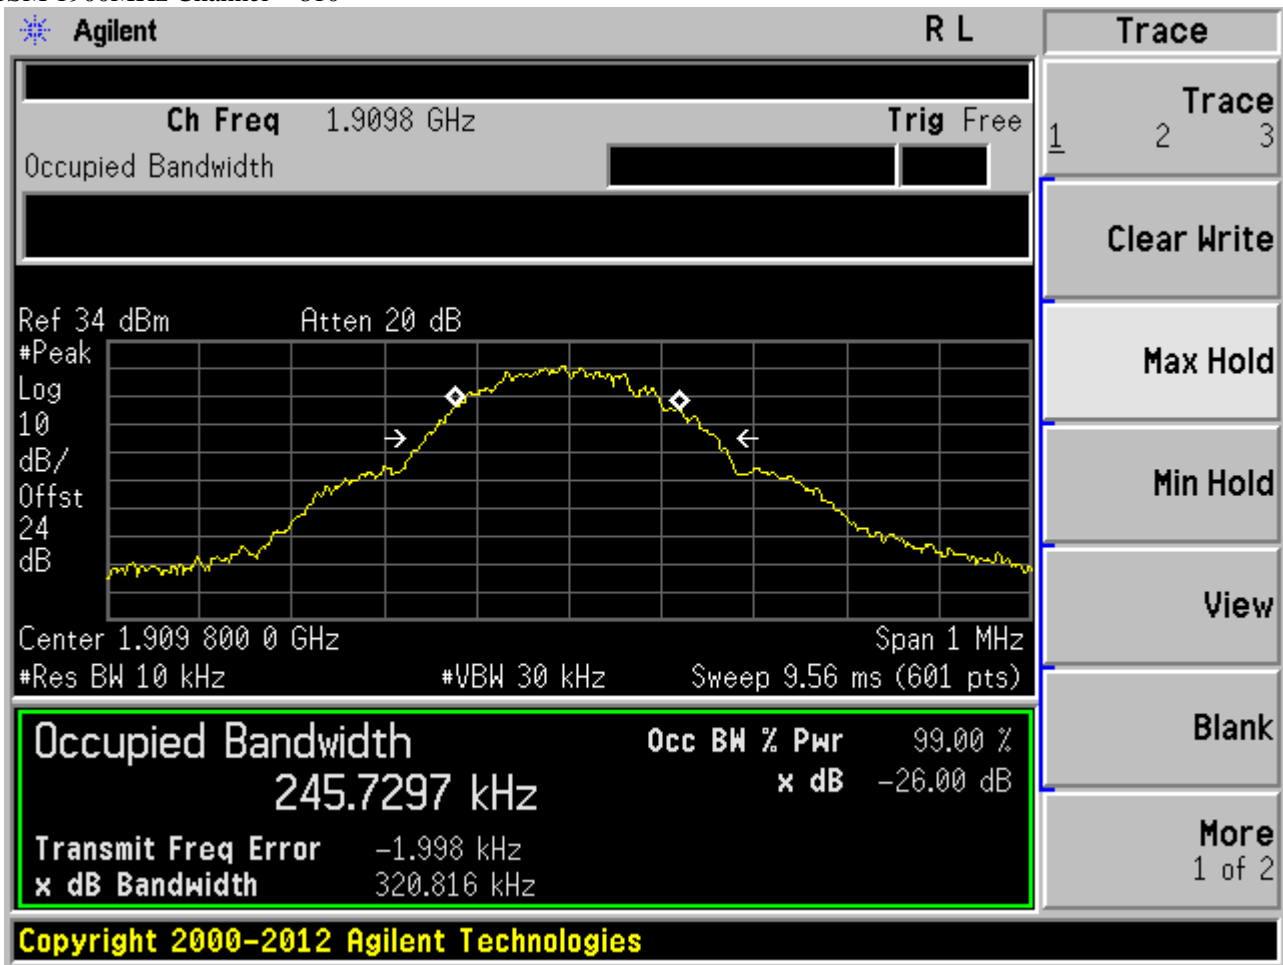 Agilent
R L
Trace
Ch Freq 1.9098 GHz
Trig Free
Occupied Bandwidth
Trace
1 2 3
Clear Write
Max Hold
Min Hold
View
Blank
More
1 of 2
Ref 34 dBm
Atten 20 dB
#Peak
Log
10
dB/
Offst
24
dB
Center 1.909 800 0 GHz
Span 1 MHz
#Res BW 10 kHz
#VBW 30 kHz
Sweep 9.56 ms (601 pts)
Occupied Bandwidth
245.7297 kHz
Occ BW % Pwr 99.00 %
x dB -26.00 dB
Transmit Freq Error -1.998 kHz
x dB Bandwidth 320.816 kHz
Copyright 2000-2012 Agilent Technologies